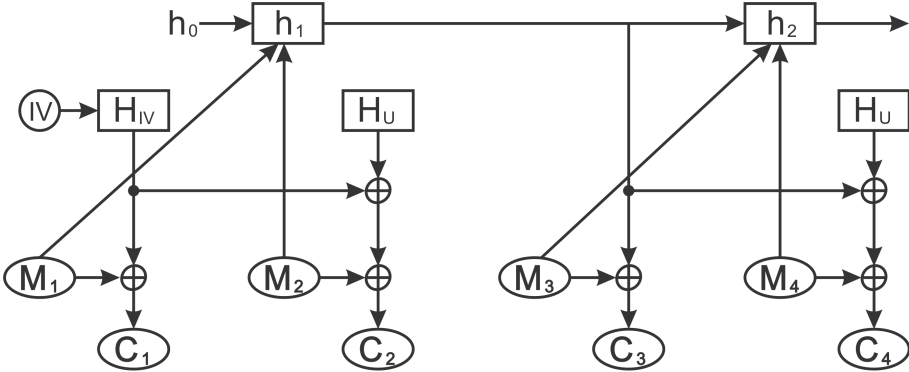 h₀ h₁ h₂
IV H_IV H_U H_U
M₁ M₂ M₃ M₄
C₁ C₂ C₃ C₄